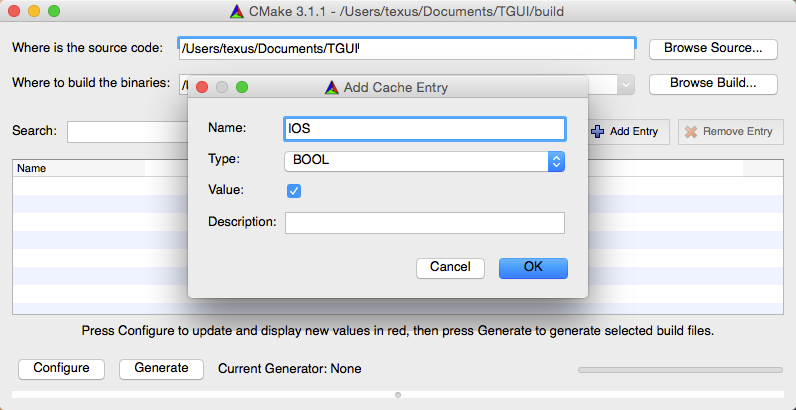 CMake 3.1.1 - /Users/texus/Documents/TGUI/build
Where is the source code: /Users/texus/Documents/TGUI Browse Source...
Where to build the binaries: Browse Build...
Add Cache Entry
Search: Add Entry Remove Entry
Name: IOS
Name
Type: BOOL
Value:
Description:
Cancel OK
Press Configure to update and display new values in red, then press Generate to generate selected build files.
Configure Generate Current Generator: None